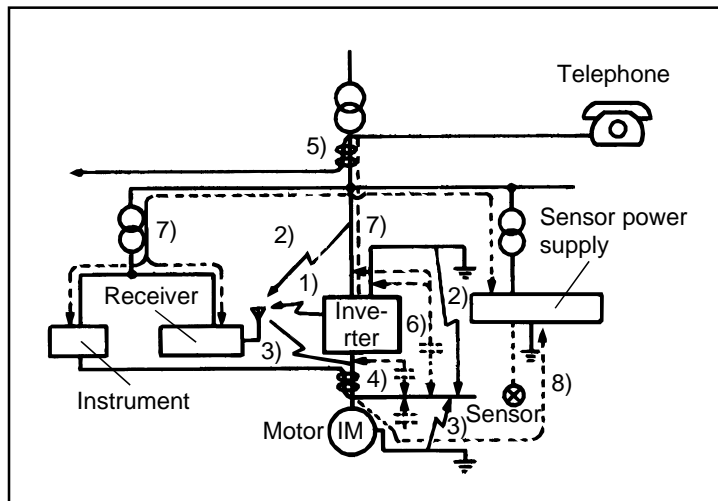 Telephone
5)
7)
2)
7)
Sensor power
supply
Receiver
1)
Inve-
rter
6)
2)
3)
4)
8)
Instrument
Sensor
3)
Motor
IM